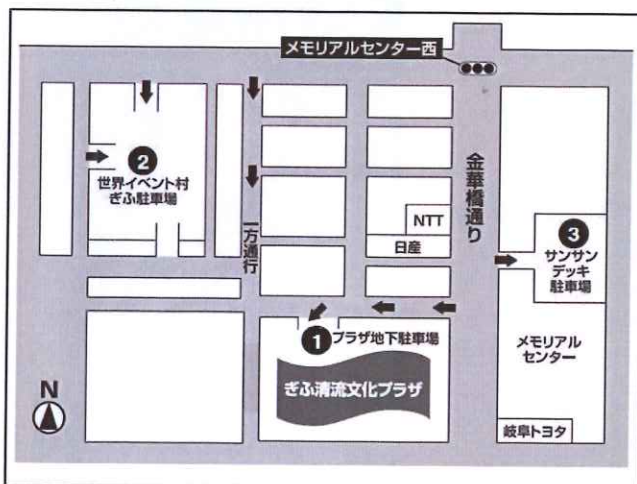 メモリアルセンター西
2
世界イベント村
ぎふ駐車場
一方通行
金華橋通り
NTT
日産
3
サンサン
デッキ
駐車場
1
プラザ地下駐車場
ぎふ清流文化プラザ
メモリアル
センター
岐阜トヨタ
N